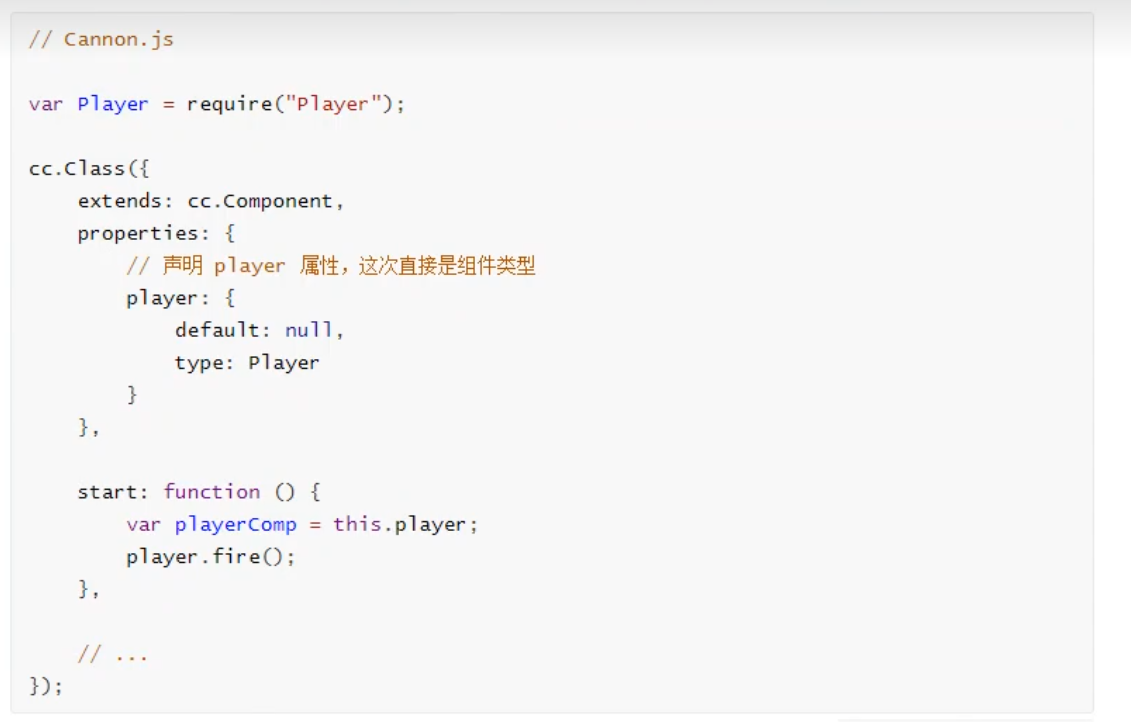 // Cannon.js
var Player = require("Player");
cc.Class({
    extends: cc.Component,
    properties: {
        // 声明 player 属性，这次直接是组件类型
        player: {
            default: null,
            type: Player
        }
    },
    start: function () {
        var playerComp = this.player;
        player.fire();
    },
    // ...
});